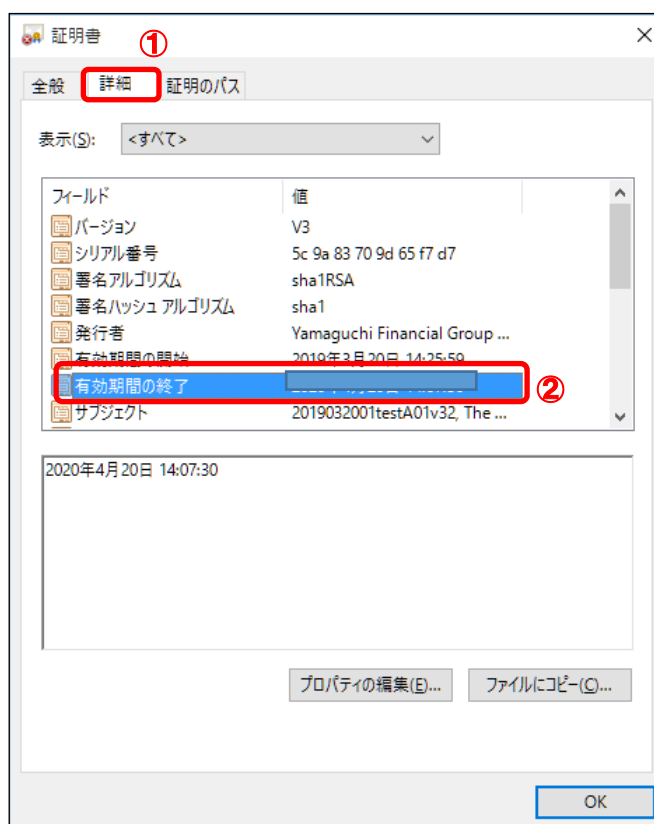 証明書
①
全般 詳細 証明のパス
表示(S): <すべて>
フィールド 値
バージョン V3
シリアル番号 5c 9a 83 70 9d 65 f7 d7
署名アルゴリズム sha1RSA
署名ハッシュ アルゴリズム sha1
発行者 Yamaguchi Financial Group ...
有効期間の開始 2019年3月20日 14:25:59
有効期間の終了
②
サブジェクト 2019032001testA01v32, The ...
2020年4月20日 14:07:30
プロパティの編集(E)... ファイルにコピー(C)...
OK